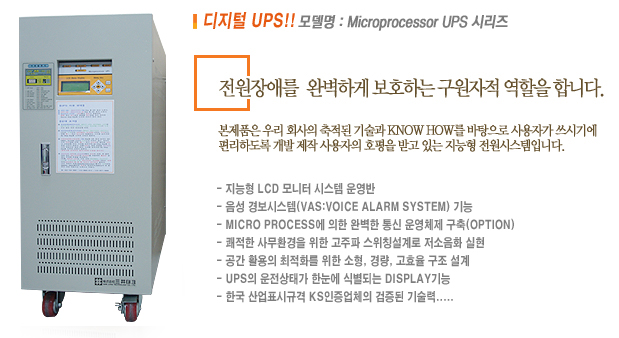 디지털 UPS!! 모델명 : Microprocessor UPS 시리즈
전원장애를 완벽하게 보호하는 구원자적 역할을 합니다.
본제품은 우리 회사의 축적된 기술과 KNOW HOW를 바탕으로 사용자가 쓰시기에
편리하도록 개발 제작 사용자의 호평을 받고 있는 지능형 전원시스템입니다.
- 지능형 LCD 모니터 시스템 운영반
- 음성 경보시스템(VAS:VOICE ALARM SYSTEM) 기능
- MICRO PROCESS에 의한 완벽한 통신 운영체제 구축(OPTION)
- 쾌적한 사무환경을 위한 고주파 스위칭설계로 저소음화 실현
- 공간 활용의 최적화를 위한 소형, 경량, 고효율 구조 설계
- UPS의 운전상태가 한눈에 식별되는 DISPLAY기능
- 한국 산업표시규격 KS인증업체의 검증된 기술력.....